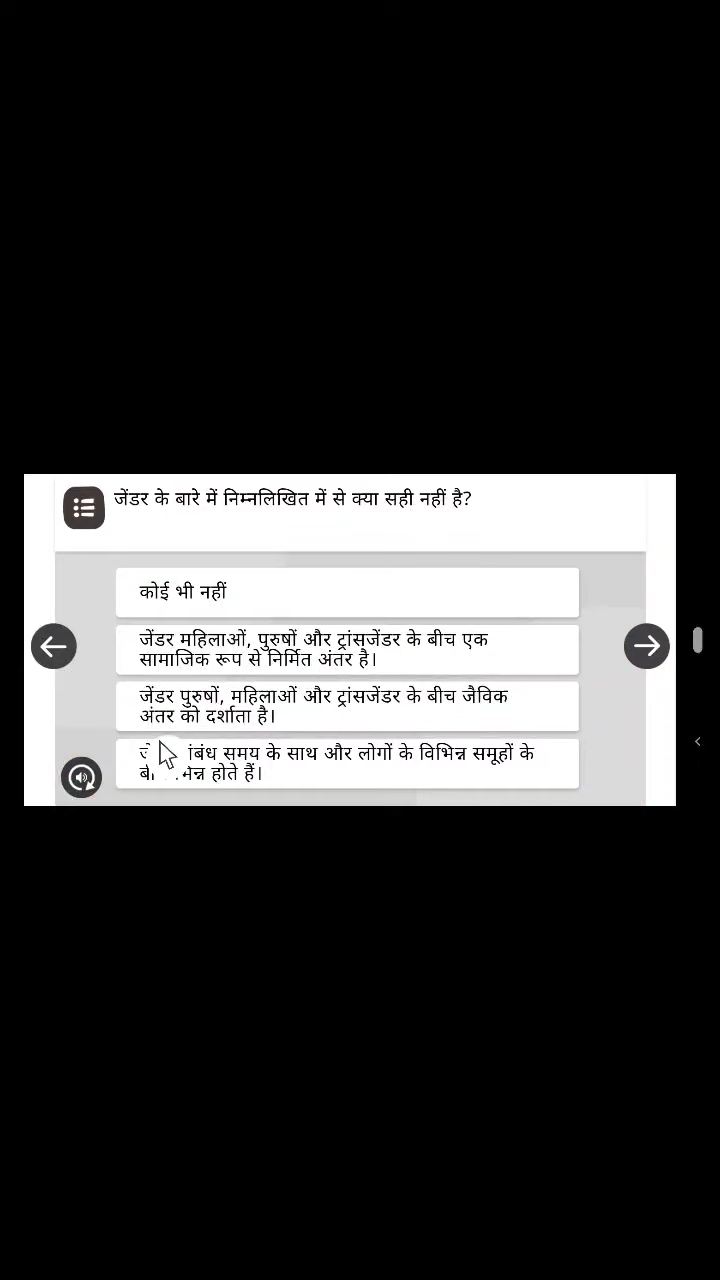 जेंडर के बारे में निम्नलिखित में से क्या सही नहीं है?
कोई भी नहीं
जेंडर महिलाओं, पुरुषों और ट्रांसजेंडर के बीच एक
सामाजिक रूप से निर्मित अंतर है।
जेंडर पुरुषों, महिलाओं और ट्रांसजेंडर के बीच जैविक
अंतर को दर्शाता है।
समय के साथ और लोगों के विभिन्न समूहों के
होते हैं।